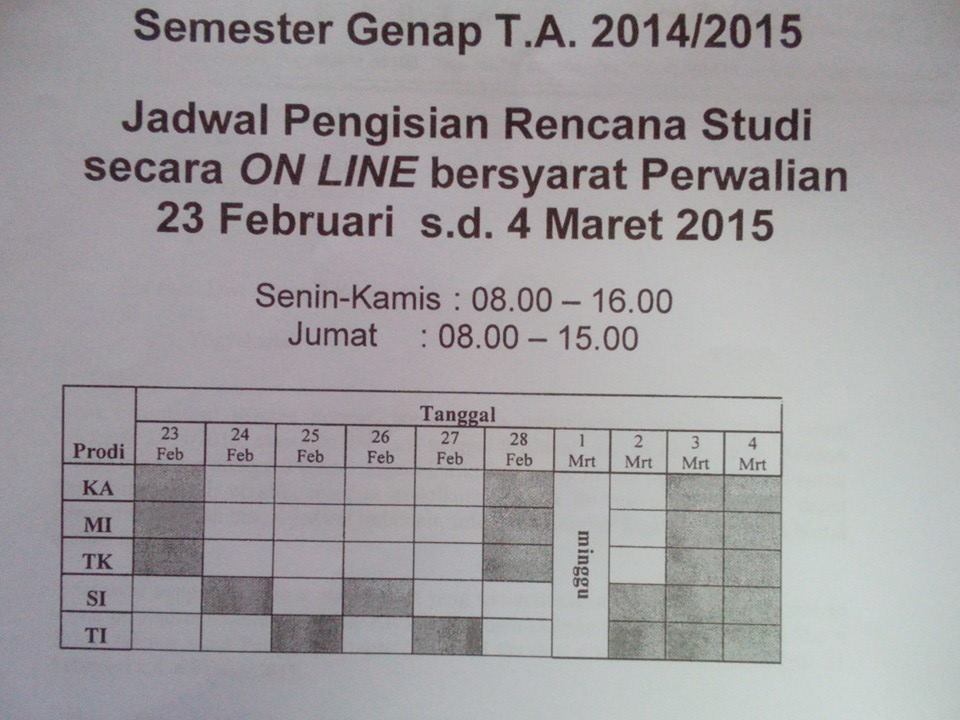 Semester Genap T.A. 2014/2015
Jadwal Pengisian Rencana Studi
secara ON LINE bersyarat Perwalian
23 Februari s.d. 4 Maret 2015
Senin-Kamis : 08.00 – 16.00
Jumat : 08.00 – 15.00
Prodi Tanggal
23 Feb 24 Feb 25 Feb 26 Feb 27 Feb 28 Feb 1 Mrt 2 Mrt 3 Mrt 4 Mrt
KA
MI
TK
SI
TI
minggu